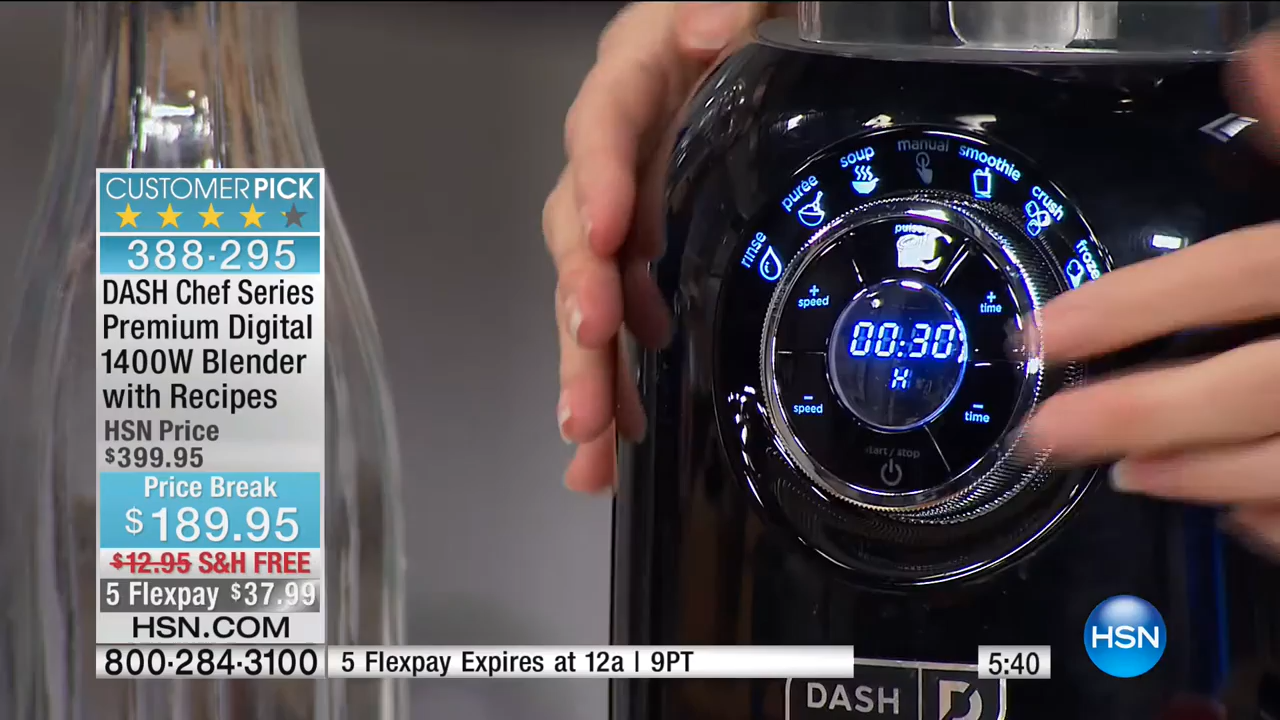 CUSTOMER PICK
388·295
DASH Chef Series
Premium Digital
1400W Blender
with Recipes
HSN Price
$399.95
Price Break
$189.95
$12.95 S&H FREE
5 Flexpay $37.99
HSN.COM
800·284·3100
5 Flexpay Expires at 12a | 9PT
5:40
HSN
rinse
purée
soup
manual
smoothie
crush
pulse
+
speed
+
time
00:30
H
−
speed
−
time
start / stop
DASH
D